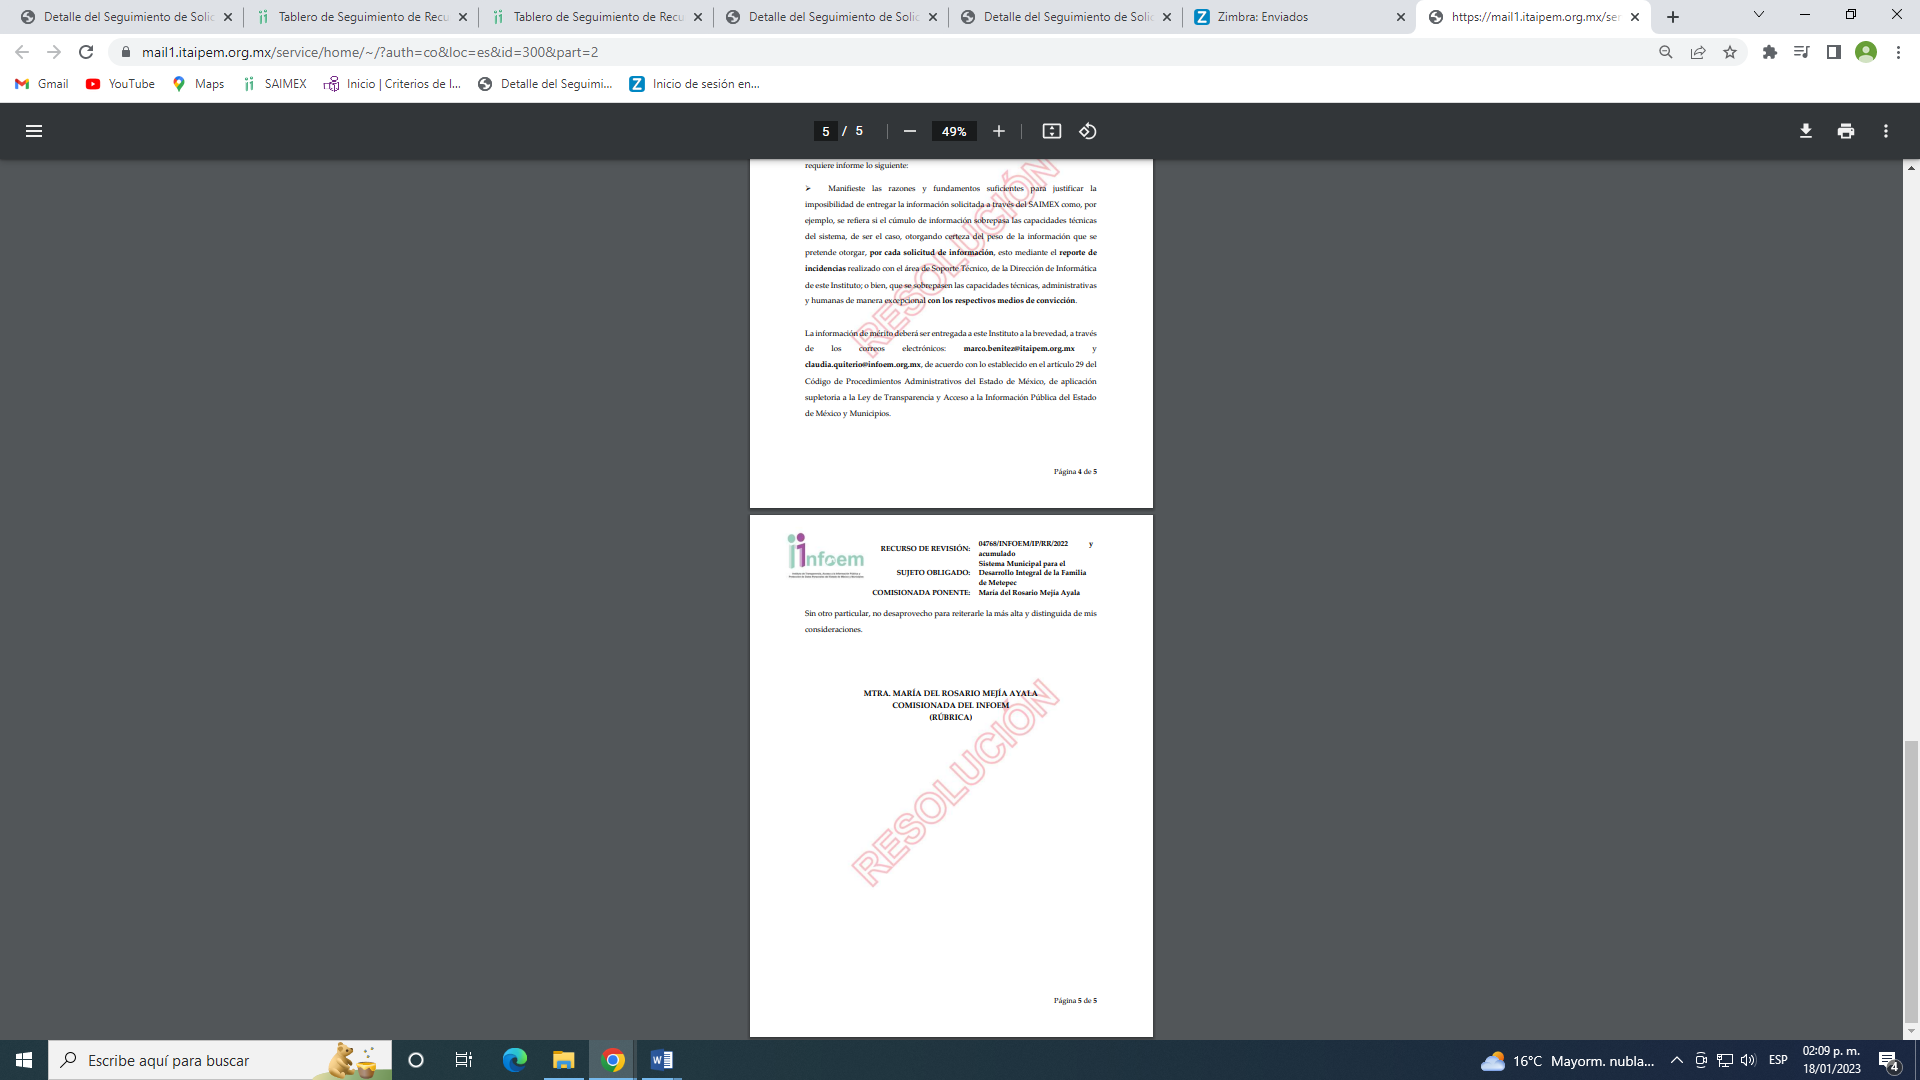 Detalle del Seguimiento de Solic
Tablero de Seguimiento de Recu
Tablero de Seguimiento de Recu
Detalle del Seguimiento de Solic
Detalle del Seguimiento de Solic
Zimbra: Enviados
https://mail1.itaipem.org.mx/ser
mail1.itaipem.org.mx/service/home/~/?auth=co&loc=es&id=300&part=2
Gmail
YouTube
Maps
SAIMEX
Inicio | Criterios de I...
Detalle del Seguimi...
Inicio de sesión en...
5 / 5
49%
requiere informe lo siguiente:
➢ Manifieste las razones y fundamentos suficientes para justificar la
imposibilidad de entregar la información solicitada a través del SAIMEX como, por
ejemplo, se refiera si el cúmulo de información sobrepasa las capacidades técnicas
del sistema, de ser el caso, otorgando certeza del peso de la información que se
pretende otorgar, por cada solicitud de información, esto mediante el reporte de
incidencias realizado con el área de Soporte Técnico, de la Dirección de Informática
de este Instituto; o bien, que se sobrepasen las capacidades técnicas, administrativas
y humanas de manera excepcional con los respectivos medios de convicción.
La información de mérito deberá ser entregada a este Instituto a la brevedad, a través
de los correos electrónicos: marco.benitez@itaipem.org.mx y
claudia.quiterio@infoem.org.mx, de acuerdo con lo establecido en el artículo 29 del
Código de Procedimientos Administrativos del Estado de México, de aplicación
supletoria a la Ley de Transparencia y Acceso a la Información Pública del Estado
de México y Municipios.
RESOLUCIÓN
Página 4 de 5
infoem
RECURSO DE REVISIÓN: 04768/INFOEM/IP/RR/2022 y
acumulado
SUJETO OBLIGADO: Sistema Municipal para el
Desarrollo Integral de la Familia
de Metepec
COMISIONADA PONENTE: María del Rosario Mejía Ayala
Sin otro particular, no desaprovecho para reiterarle la más alta y distinguida de mis
consideraciones.
MTRA. MARÍA DEL ROSARIO MEJÍA AYALA
COMISIONADA DEL INFOEM
(RÚBRICA)
RESOLUCIÓN
Página 5 de 5
Escribe aquí para buscar
16°C Mayorm. nubla...
ESP
02:09 p. m.
18/01/2023
4